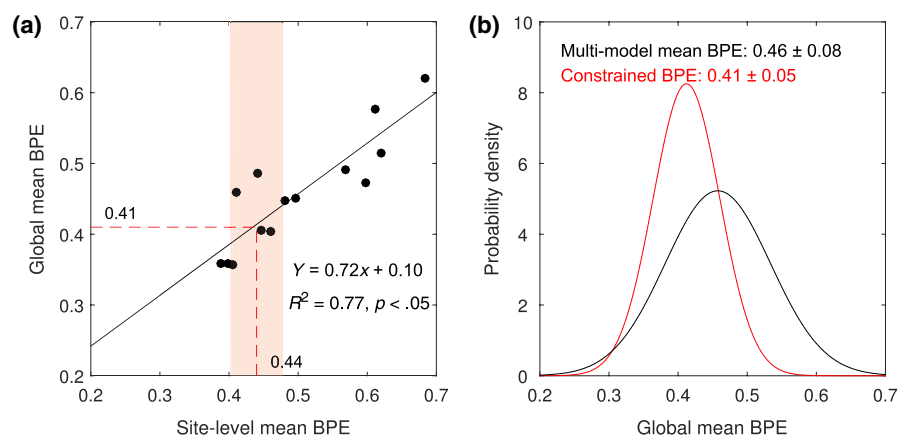 (a)
0.7
0.6
0.5
0.4
0.3
0.2
Global mean BPE
0.41
Y = 0.72x + 0.10
R² = 0.77, p < .05
0.44
0.2 0.3 0.4 0.5 0.6 0.7
Site-level mean BPE
(b)
10
8
6
4
2
0
Probability density
Multi-model mean BPE: 0.46 ± 0.08
Constrained BPE: 0.41 ± 0.05
0.2 0.3 0.4 0.5 0.6 0.7
Global mean BPE